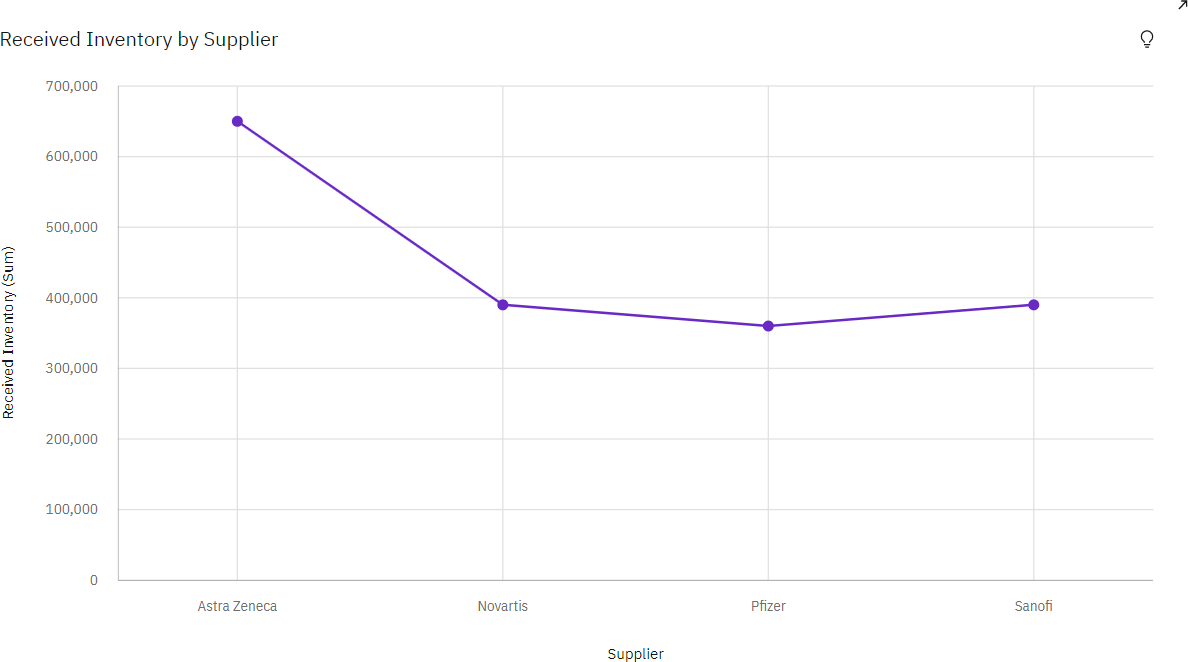 Received Inventory by Supplier
Received Inventory (Sum)
700,000
600,000
500,000
400,000
300,000
200,000
100,000
0
Astra Zeneca Novartis Pfizer Sanofi
Supplier